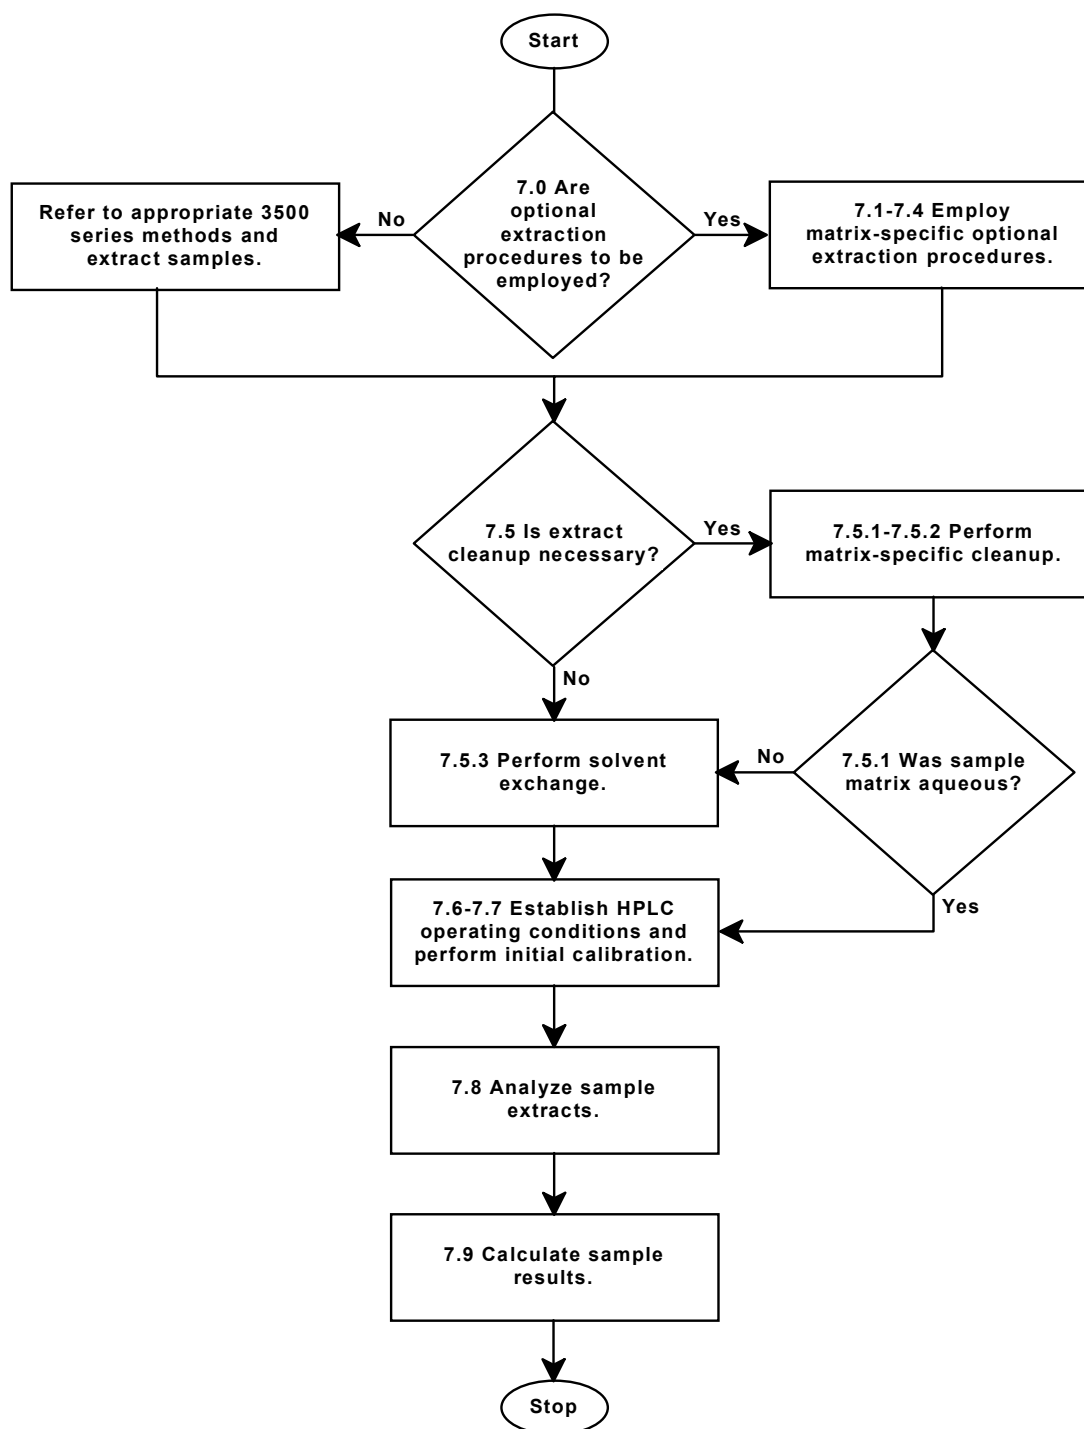 Start
7.0 Are
optional
extraction
procedures to be
employed?
No
Yes
Refer to appropriate 3500
series methods and
extract samples.
7.1-7.4 Employ
matrix-specific optional
extraction procedures.
7.5 Is extract
cleanup necessary?
Yes
7.5.1-7.5.2 Perform
matrix-specific cleanup.
No
7.5.3 Perform solvent
exchange.
No
7.5.1 Was sample
matrix aqueous?
Yes
7.6-7.7 Establish HPLC
operating conditions and
perform initial calibration.
7.8 Analyze sample
extracts.
7.9 Calculate sample
results.
Stop